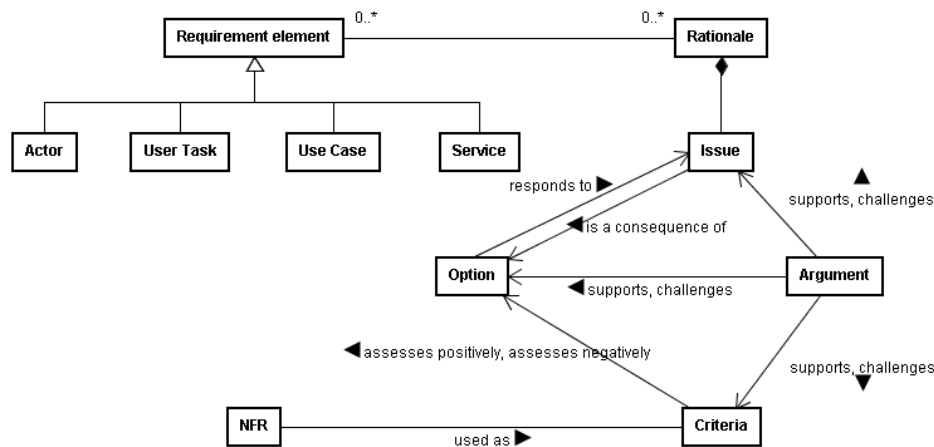 0..*
0..*
Requirement element
Rationale
Actor
User Task
Use Case
Service
Issue
responds to
supports, challenges
is a consequence of
Option
Argument
supports, challenges
assesses positively, assesses negatively
supports, challenges
NFR
Criteria
used as